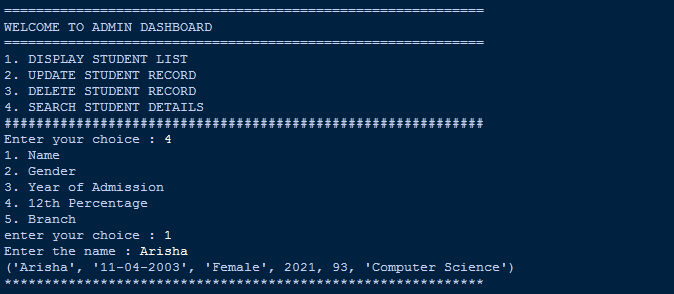 ============================================================
WELCOME TO ADMIN DASHBOARD
============================================================
1. DISPLAY STUDENT LIST
2. UPDATE STUDENT RECORD
3. DELETE STUDENT RECORD
4. SEARCH STUDENT DETAILS
############################################################
Enter your choice : 4
1. Name
2. Gender
3. Year of Admission
4. 12th Percentage
5. Branch
enter your choice : 1
Enter the name : Arisha
('Arisha', '11-04-2003', 'Female', 2021, 93, 'Computer Science')
************************************************************